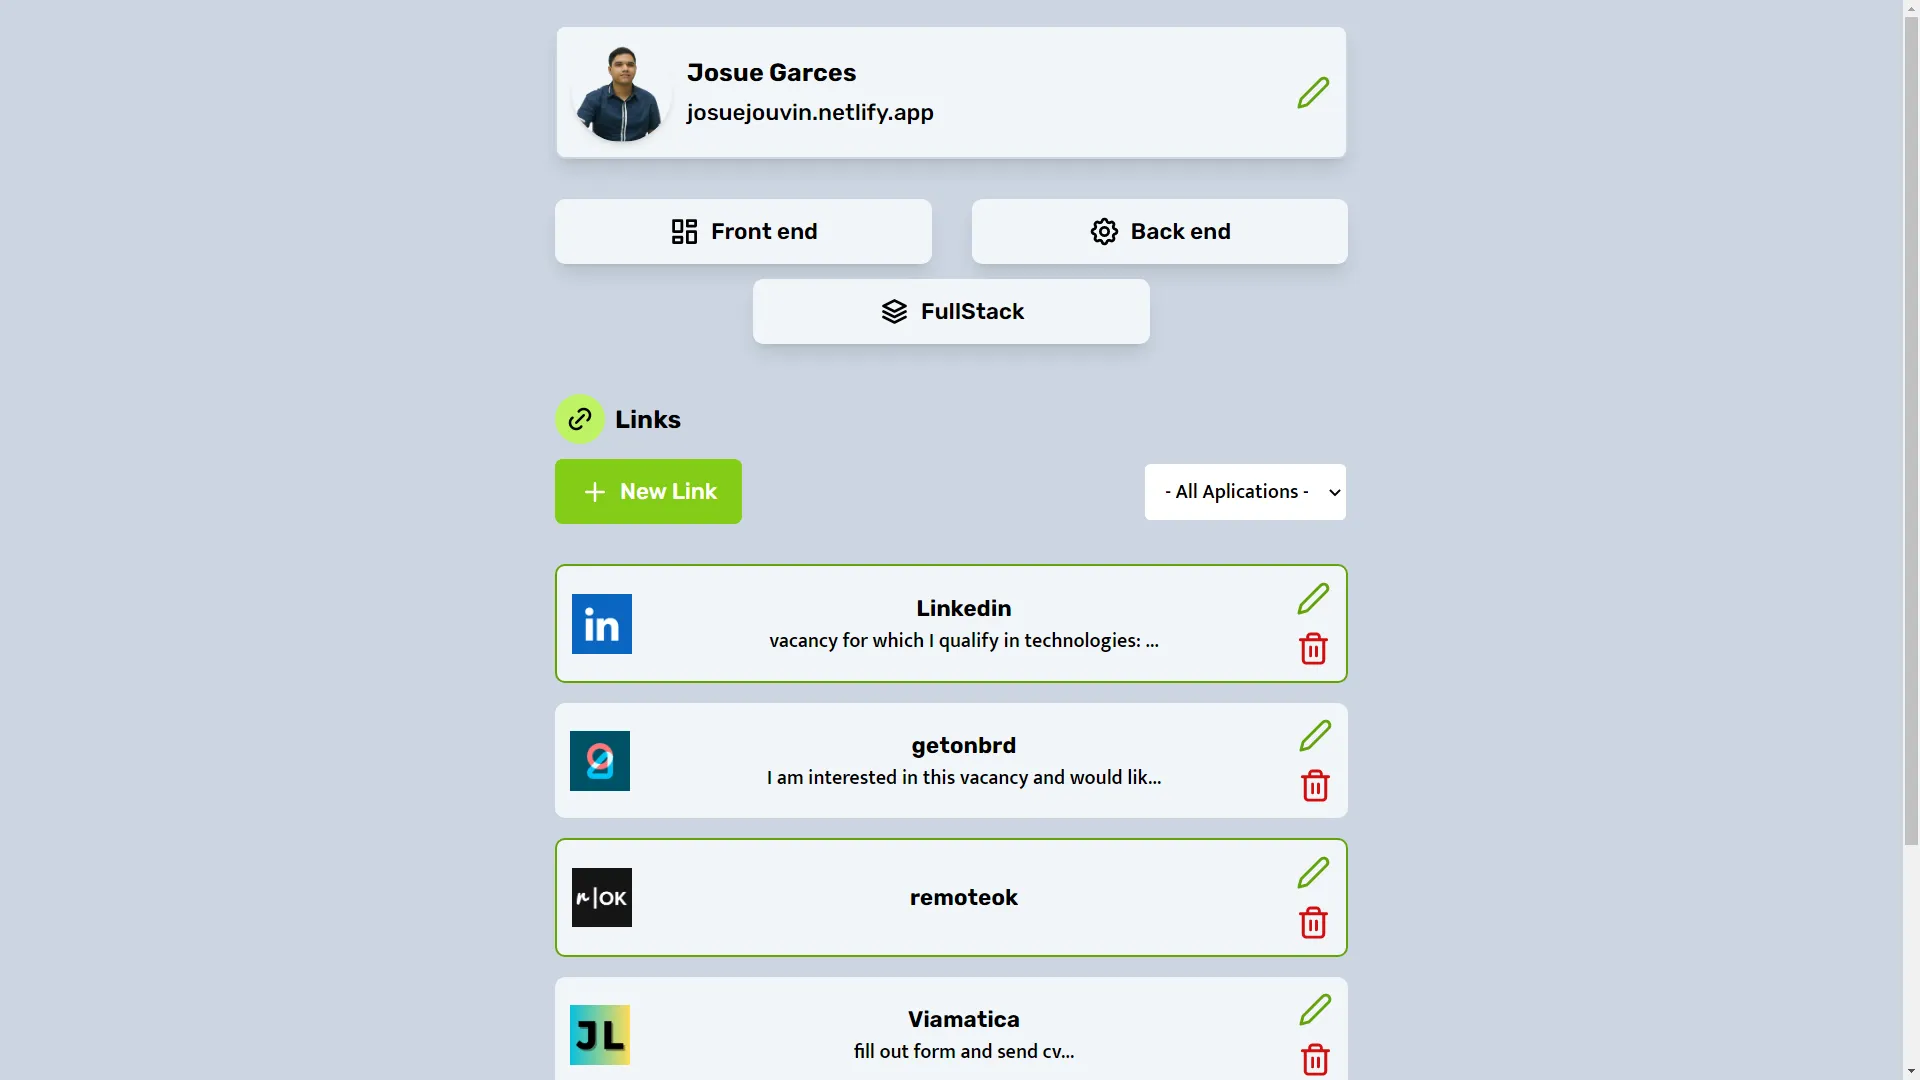 Josue Garces
josuejouvin.netlify.app
Front end
Back end
FullStack
Links
New Link
- All Aplications -
in
Linkedin
vacancy for which I qualify in technologies: ...
getonbrd
I am interested in this vacancy and would lik...
r|OK
remoteok
JL
Viamatica
fill out form and send cv...